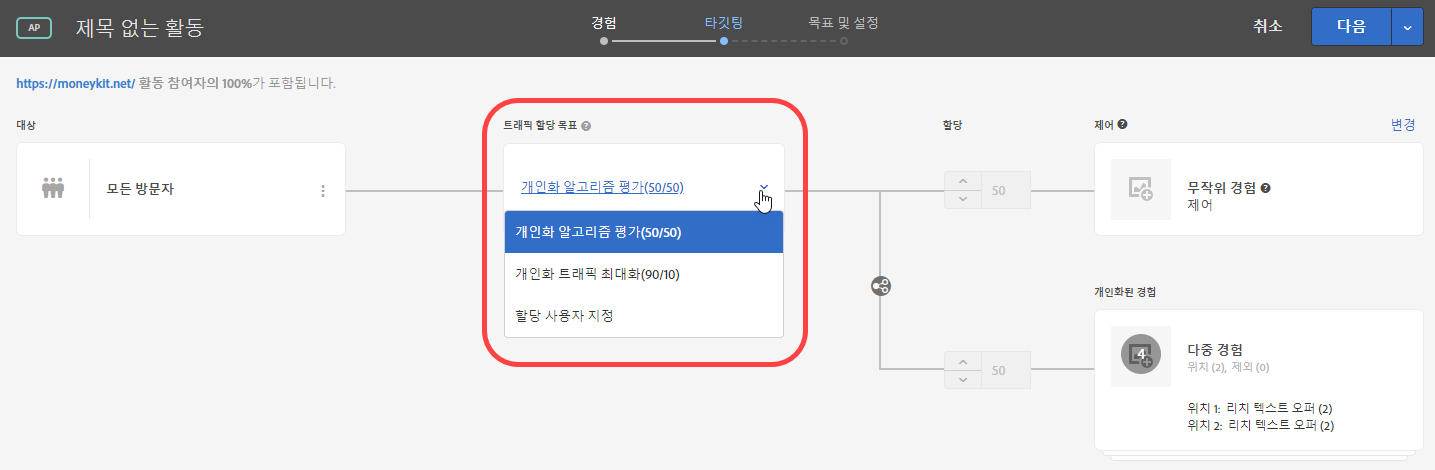 AP
제목 없는 활동
경험
타깃팅
목표 및 설정
취소
다음
https://moneykit.net/ 활동 참여자의 100%가 포함됩니다.
대상
모든 방문자
트래픽 할당 목표 ?
개인화 알고리즘 평가(50/50)
개인화 알고리즘 평가(50/50)
개인화 트래픽 최대화(90/10)
할당 사용자 지정
할당
50
50
제어 ?
변경
무작위 경험 ?
제어
개인화된 경험
4
다중 경험
위치 (2), 제외 (0)
위치 1: 리치 텍스트 오퍼 (2)
위치 2: 리치 텍스트 오퍼 (2)